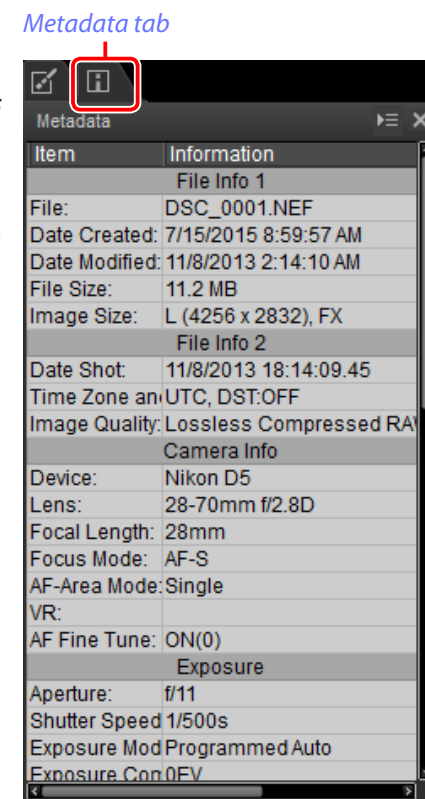 Metadata tab
Metadata
Item Information
File Info 1
File: DSC_0001.NEF
Date Created: 7/15/2015 8:59:57 AM
Date Modified: 11/8/2013 2:14:10 AM
File Size: 11.2 MB
Image Size: L (4256 x 2832), FX
File Info 2
Date Shot: 11/8/2013 18:14:09.45
Time Zone and UTC, DST:OFF
Image Quality: Lossless Compressed RAW
Camera Info
Device: Nikon D5
Lens: 28-70mm f/2.8D
Focal Length: 28mm
Focus Mode: AF-S
AF-Area Mode: Single
VR:
AF Fine Tune: ON(0)
Exposure
Aperture: f/11
Shutter Speed 1/500s
Exposure Mod Programmed Auto
Exposure Com 0EV